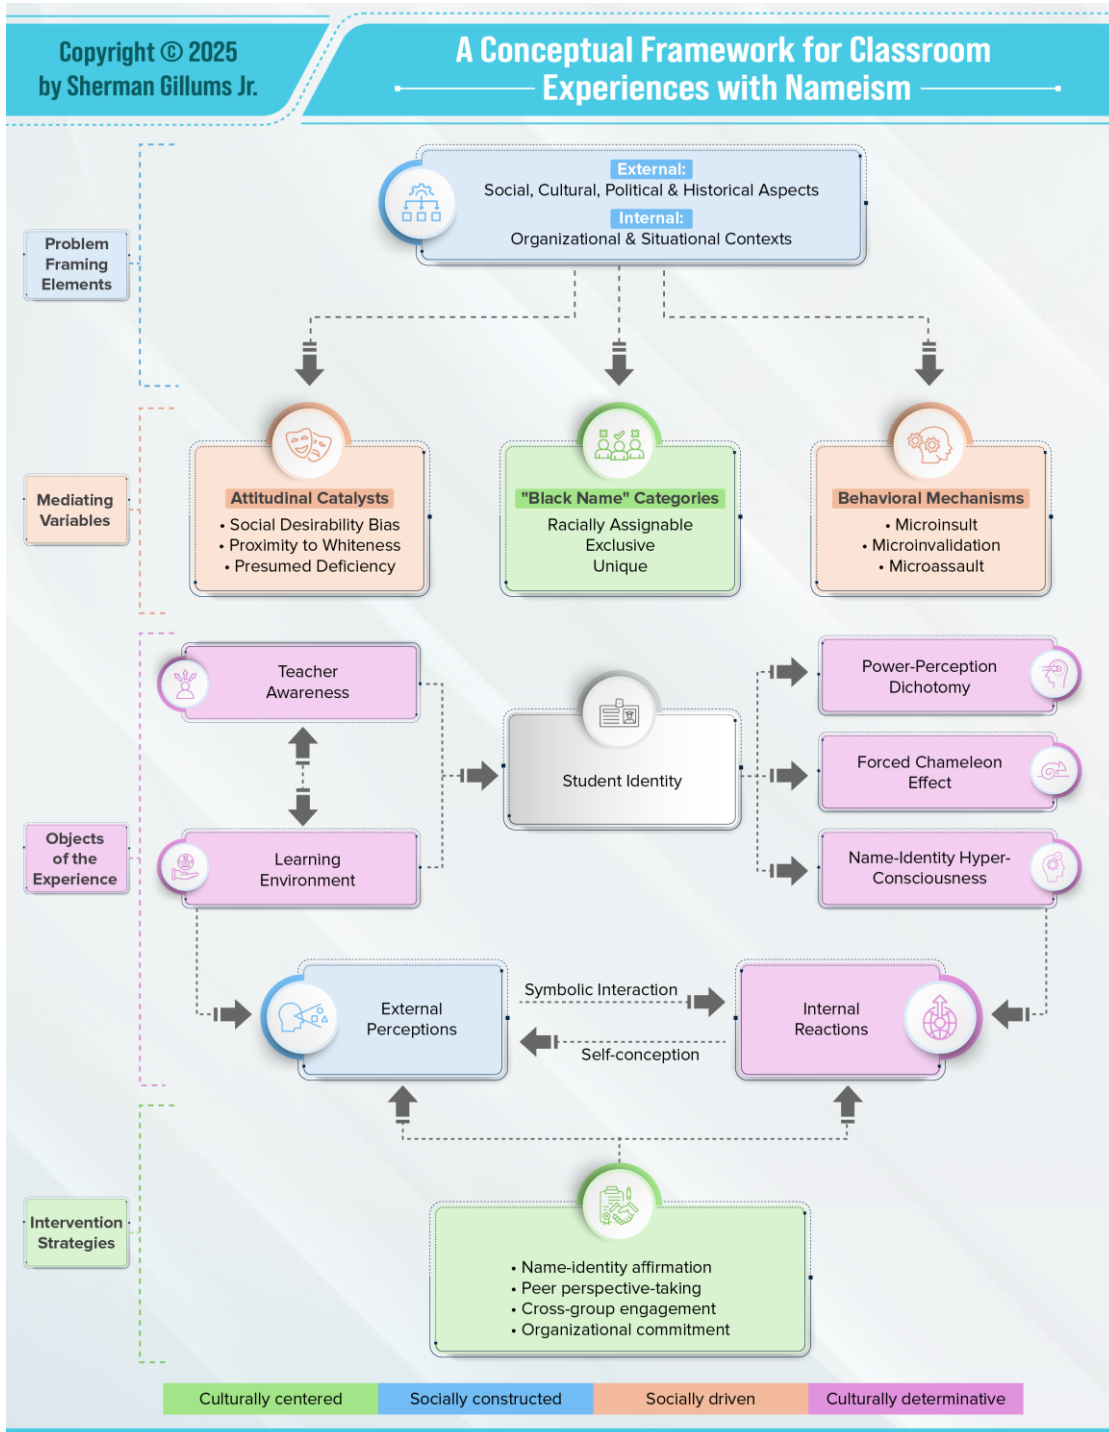 Copyright © 2025
by Sherman Gillums Jr.
A Conceptual Framework for Classroom
Experiences with Nameism
Problem
Framing
Elements
External:
Social, Cultural, Political & Historical Aspects
Internal:
Organizational & Situational Contexts
Mediating
Variables
Attitudinal Catalysts
• Social Desirability Bias
• Proximity to Whiteness
• Presumed Deficiency
"Black Name" Categories
Racially Assignable
Exclusive
Unique
Behavioral Mechanisms
• Microinsult
• Microinvalidation
• Microassault
Objects
of the
Experience
Teacher
Awareness
Learning
Environment
Student Identity
Power-Perception
Dichotomy
Forced Chameleon
Effect
Name-Identity Hyper-
Consciousness
External
Perceptions
Symbolic Interaction
Self-conception
Internal
Reactions
Intervention
Strategies
• Name-identity affirmation
• Peer perspective-taking
• Cross-group engagement
• Organizational commitment
Culturally centered
Socially constructed
Socially driven
Culturally determinative